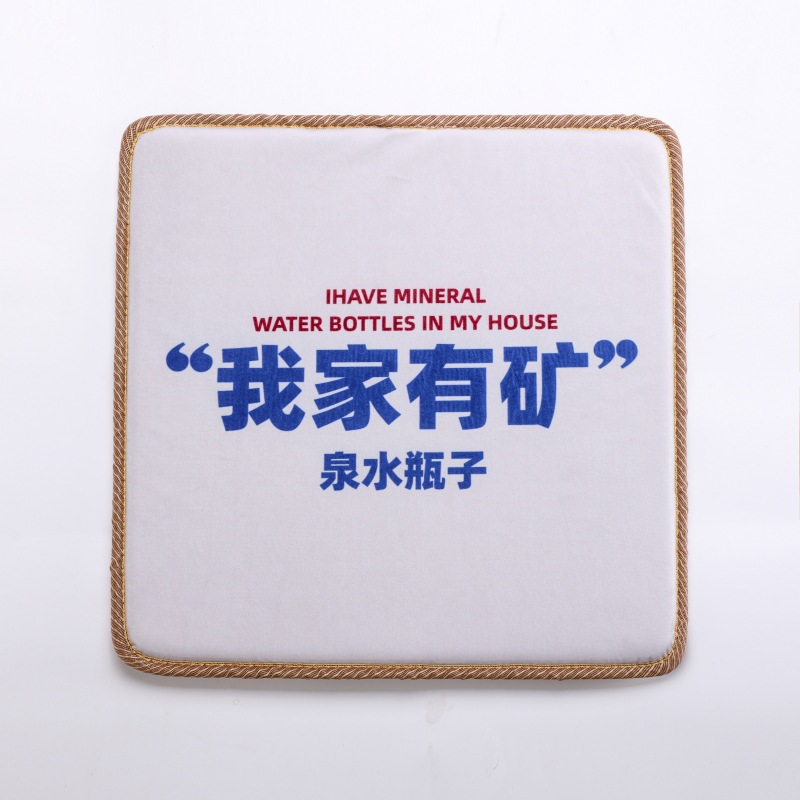 IHAVE MINERAL
WATER BOTTLES IN MY HOUSE
“我家有矿”
泉水瓶子